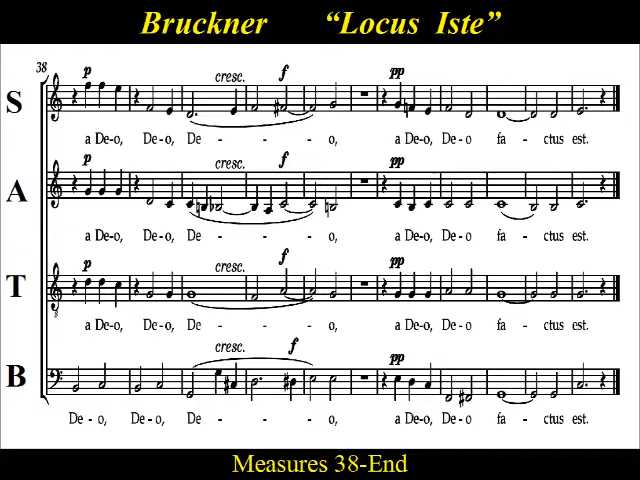 Bruckner "Locus Iste"
38
p cresc. f pp
S
a De-o, De-o, De - - - o, a De-o, De-o fa - ctus est.
p cresc. f pp
A
a De-o, De-o, De - - - o, a De-o, De-o fa - ctus est.
p cresc. f pp
T
a De-o, De-o, De - - - o, a De-o, De-o fa - ctus est.
cresc. f pp
B
De - o, De - o, De - - - o, a De-o, De-o fa - ctus est.
Measures 38-End